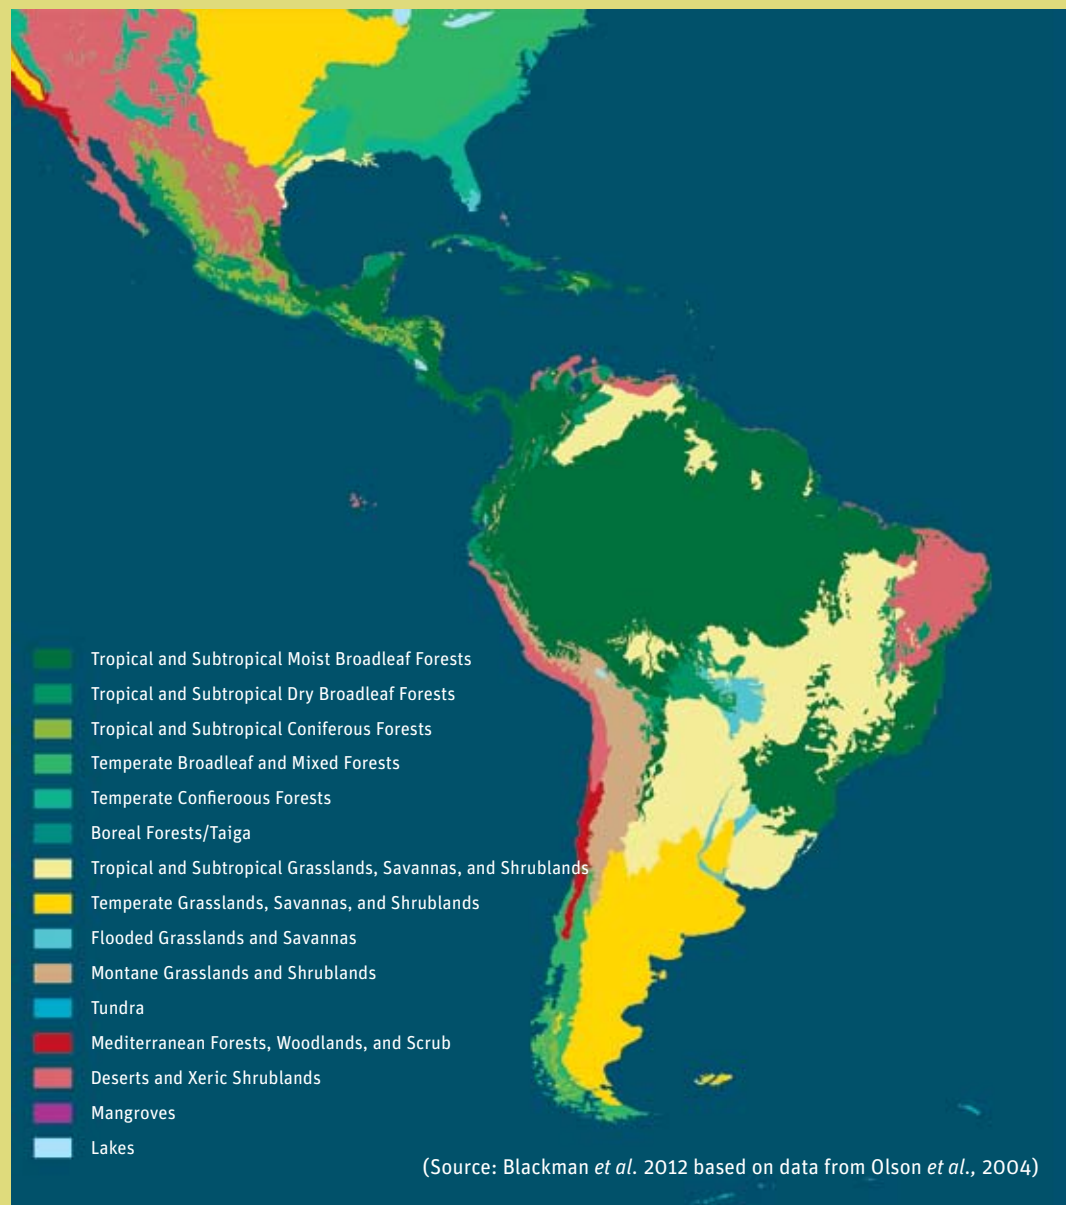 Tropical and Subtropical Moist Broadleaf Forests
Tropical and Subtropical Dry Broadleaf Forests
Tropical and Subtropical Coniferous Forests
Temperate Broadleaf and Mixed Forests
Temperate Confieroous Forests
Boreal Forests/Taiga
Tropical and Subtropical Grasslands, Savannas, and Shrublands
Temperate Grasslands, Savannas, and Shrublands
Flooded Grasslands and Savannas
Montane Grasslands and Shrublands
Tundra
Mediterranean Forests, Woodlands, and Scrub
Deserts and Xeric Shrublands
Mangroves
Lakes
(Source: Blackman et al. 2012 based on data from Olson et al., 2004)